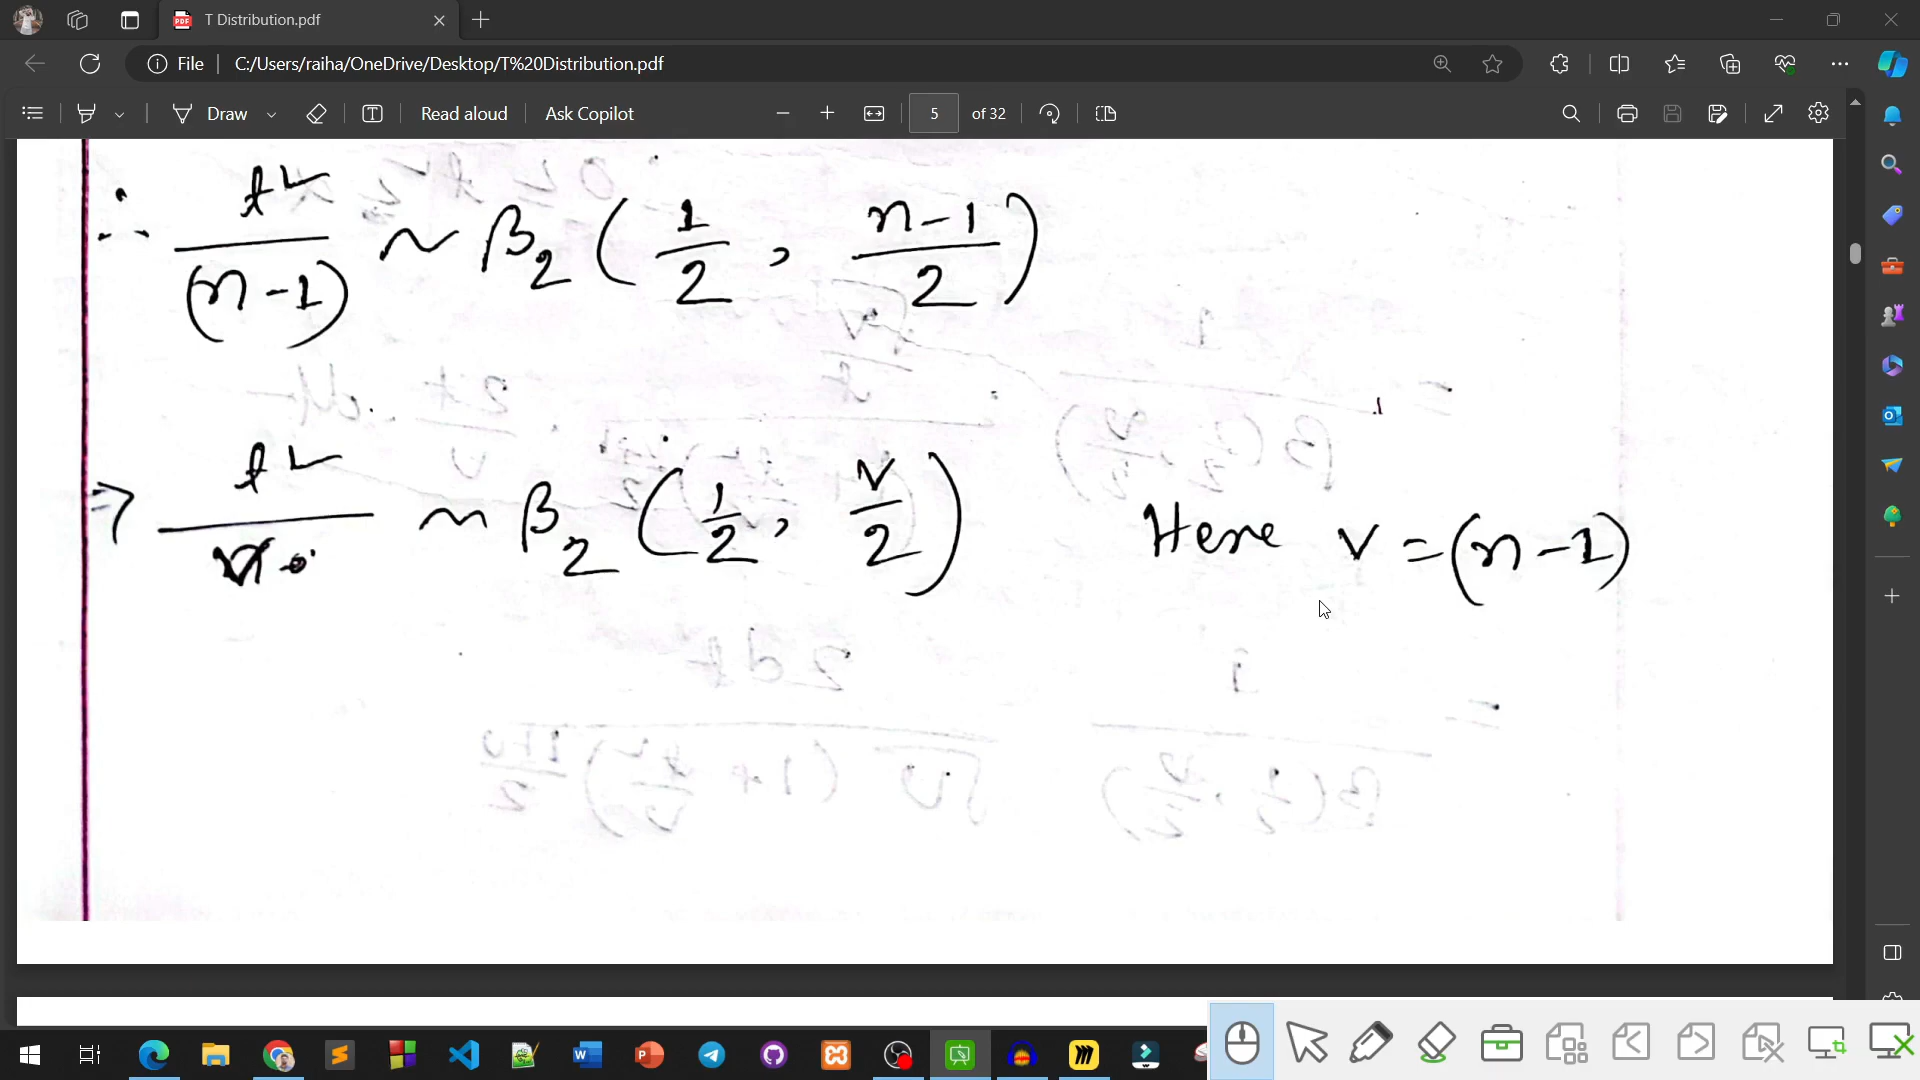 T Distribution.pdf
File | C:/Users/raiha/OneDrive/Desktop/T%20Distribution.pdf
Draw Read aloud Ask Copilot 5 of 32
∴ t²/(n-1) ~ β₂ (1/2, n-1/2)
⇒ t²/ν ~ β₂ (1/2, ν/2) Here ν = (n-1)